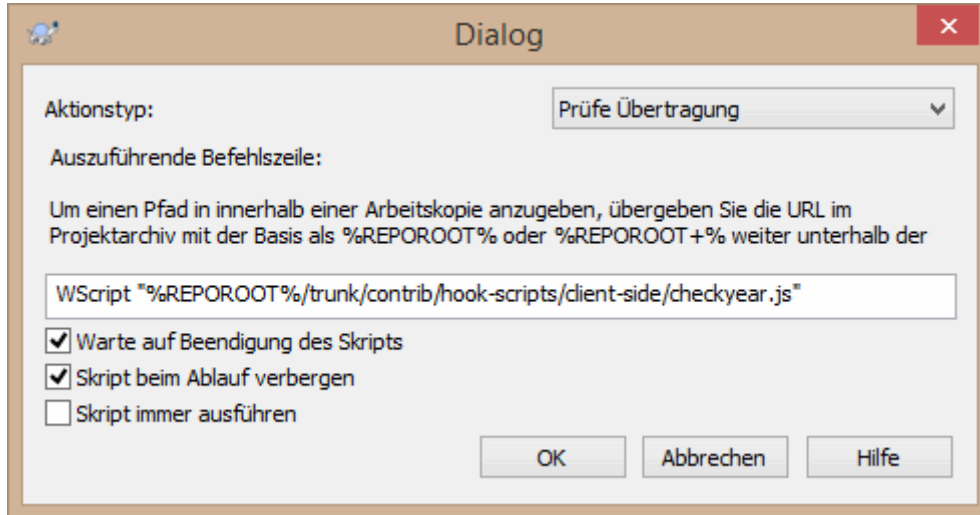 Dialog
Aktionstyp:
Prüfe Übertragung
Auszuführende Befehlszeile:
Um einen Pfad in innerhalb einer Arbeitskopie anzugeben, übergeben Sie die URL im
Projektarchiv mit der Basis als %REPOROOT% oder %REPOROOT+% weiter unterhalb der
WScript "%REPOROOT%/trunk/contrib/hook-scripts/client-side/checkyear.js"
Warte auf Beendigung des Skripts
Skript beim Ablauf verbergen
Skript immer ausführen
OK
Abbrechen
Hilfe